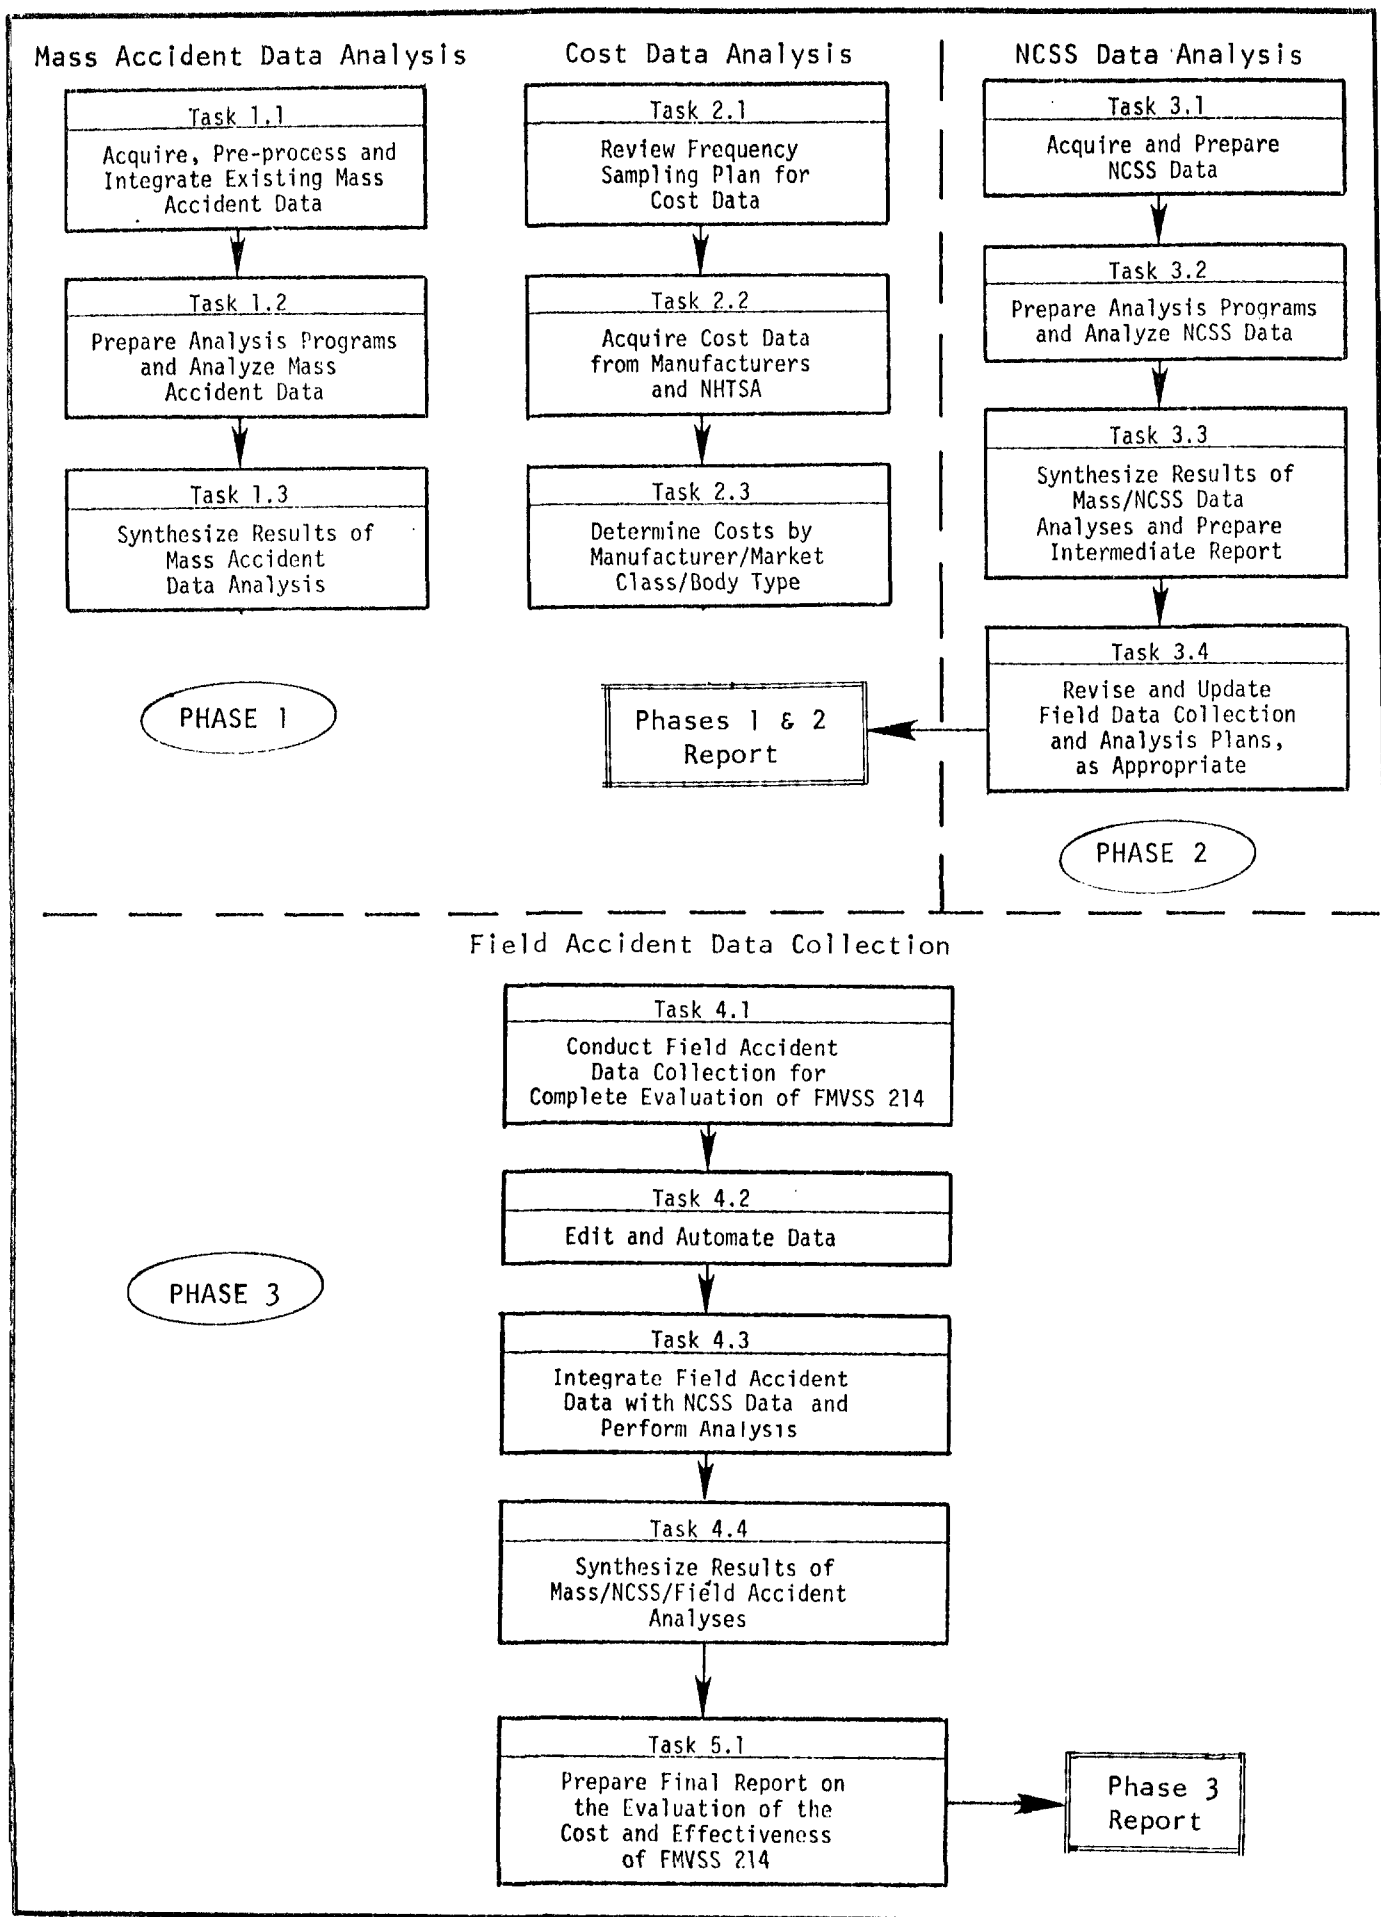 Mass Accident Data Analysis
Task 1.1
Acquire, Pre-process and
Integrate Existing Mass
Accident Data
Task 1.2
Prepare Analysis Programs
and Analyze Mass
Accident Data
Task 1.3
Synthesize Results of
Mass Accident
Data Analysis
PHASE 1
Cost Data Analysis
Task 2.1
Review Frequency
Sampling Plan for
Cost Data
Task 2.2
Acquire Cost Data
from Manufacturers
and NHTSA
Task 2.3
Determine Costs by
Manufacturer/Market
Class/Body Type
Phases 1 & 2
Report
NCSS Data Analysis
Task 3.1
Acquire and Prepare
NCSS Data
Task 3.2
Prepare Analysis Programs
and Analyze NCSS Data
Task 3.3
Synthesize Results of
Mass/NCSS Data
Analyses and Prepare
Intermediate Report
Task 3.4
Revise and Update
Field Data Collection
and Analysis Plans,
as Appropriate
PHASE 2
Field Accident Data Collection
Task 4.1
Conduct Field Accident
Data Collection for
Complete Evaluation of FMVSS 214
Task 4.2
Edit and Automate Data
PHASE 3
Task 4.3
Integrate Field Accident
Data with NCSS Data and
Perform Analysis
Task 4.4
Synthesize Results of
Mass/NCSS/Field Accident
Analyses
Task 5.1
Prepare Final Report on
the Evaluation of the
Cost and Effectiveness
of FMVSS 214
Phase 3
Report